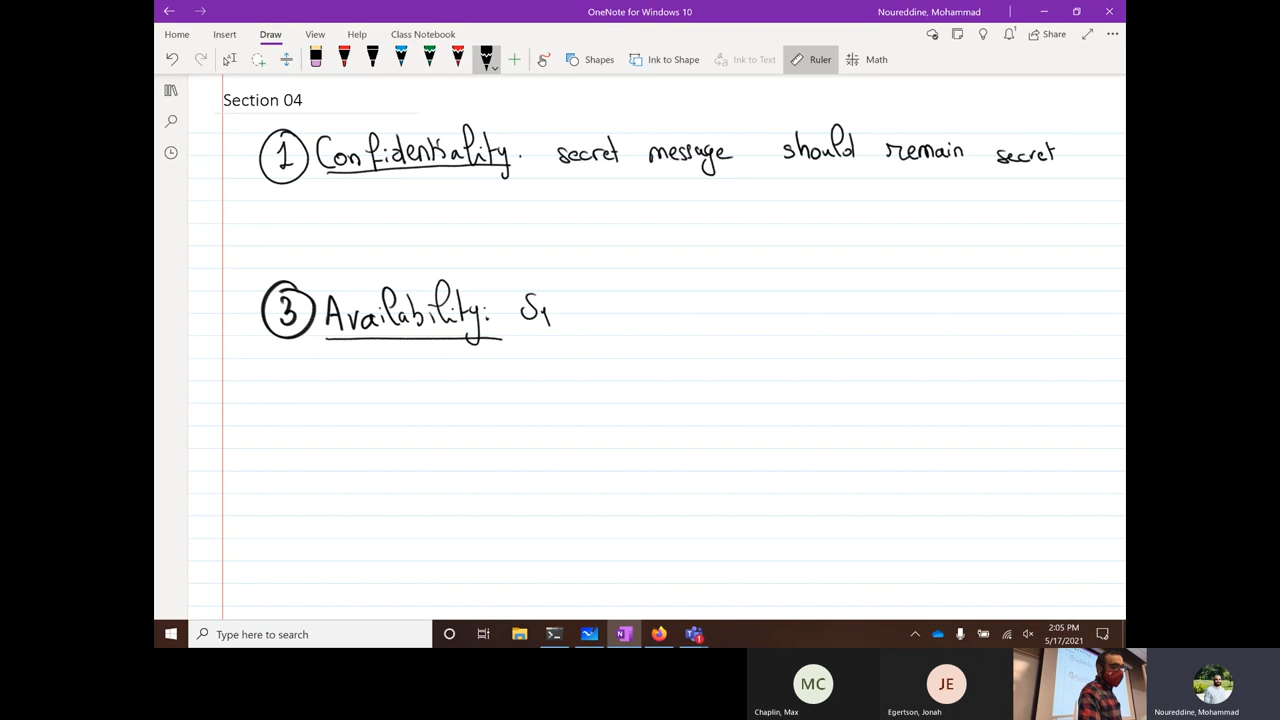 OneNote for Windows 10
Noureddine, Mohammad
Home Insert Draw View Help Class Notebook
Share
Shapes Ink to Shape Ink to Text Ruler Math
Section 04
1 Confidentiality: secret message should remain secret
3 Availability: Sy
Type here to search
2:05 PM
5/17/2021
MC
JE
Chaplin, Max
Egertson, Jonah
Noureddine, Mohammad